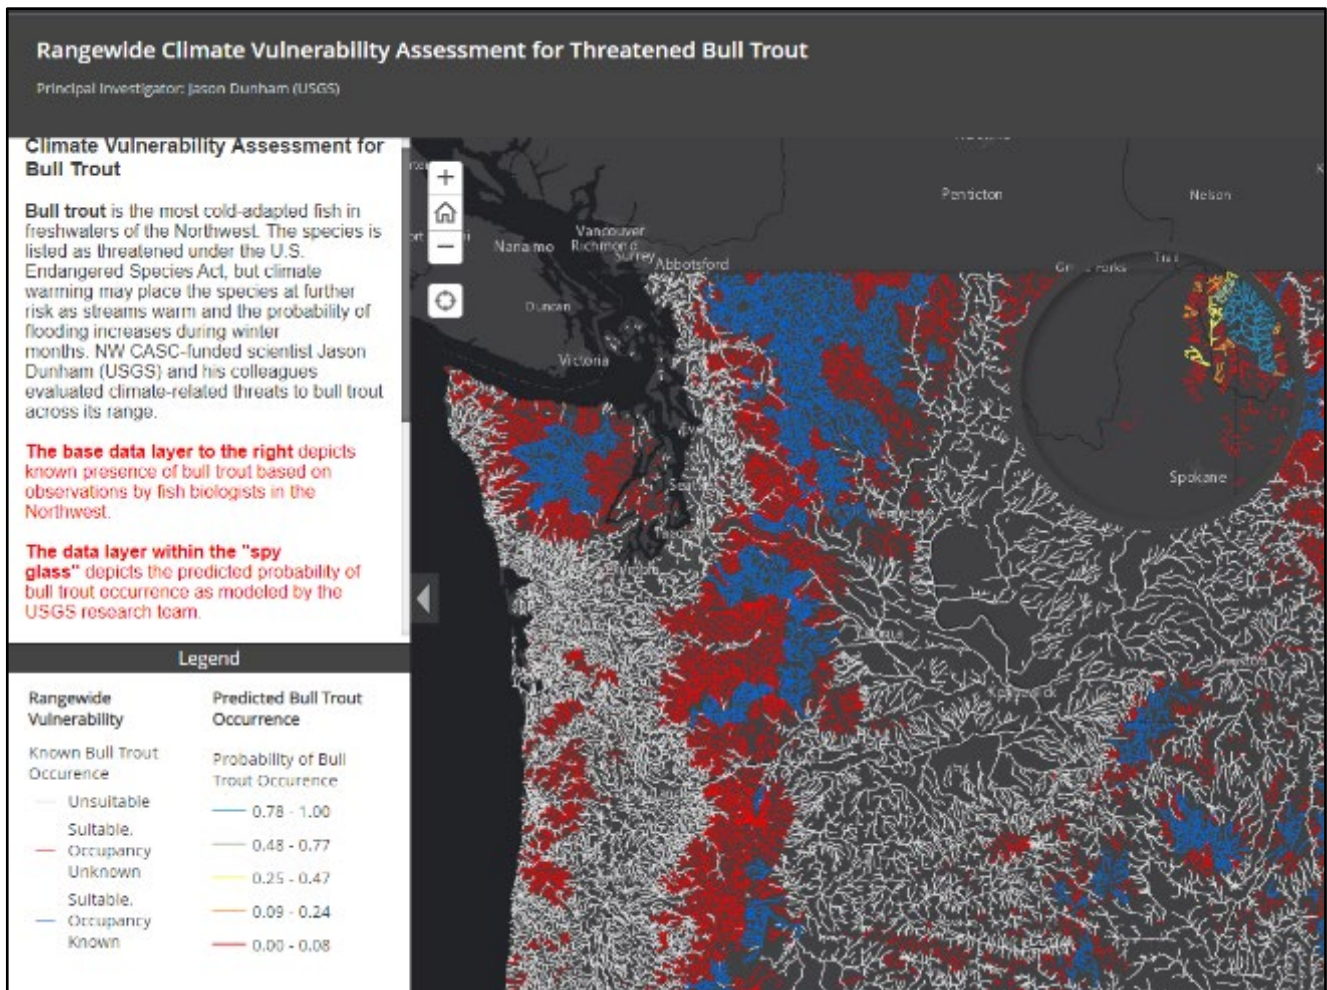 Rangewide Climate Vulnerability Assessment for Threatened Bull Trout
Principal Investigator: Jason Dunham (USGS)
Climate Vulnerability Assessment for
Bull Trout
Bull trout is the most cold-adapted fish in
freshwaters of the Northwest. The species is
listed as threatened under the U.S.
Endangered Species Act, but climate
warming may place the species at further
risk as streams warm and the probability of
flooding increases during winter
months. NW CASC-funded scientist Jason
Dunham (USGS) and his colleagues
evaluated climate-related threats to bull trout
across its range.
The base data layer to the right depicts
known presence of bull trout based on
observations by fish biologists in the
Northwest.
The data layer within the "spy
glass" depicts the predicted probability of
bull trout occurrence as modeled by the
USGS research team.
Legend
Rangewide
Vulnerability
Known Bull Trout
Occurence
Unsuitable
Suitable.
Occupancy
Unknown
Suitable.
Occupancy
Known
Predicted Bull Trout
Occurrence
Probability of Bull
Trout Occurence
0.78 - 1.00
0.48 - 0.77
0.25 - 0.47
0.09 - 0.24
0.00 - 0.08
+
−
Penticton
Nelson
Vancouver
Nanaimo
Richmond
Surrey
Abbotsford
Trail
Duncan
Victoria
Spokane